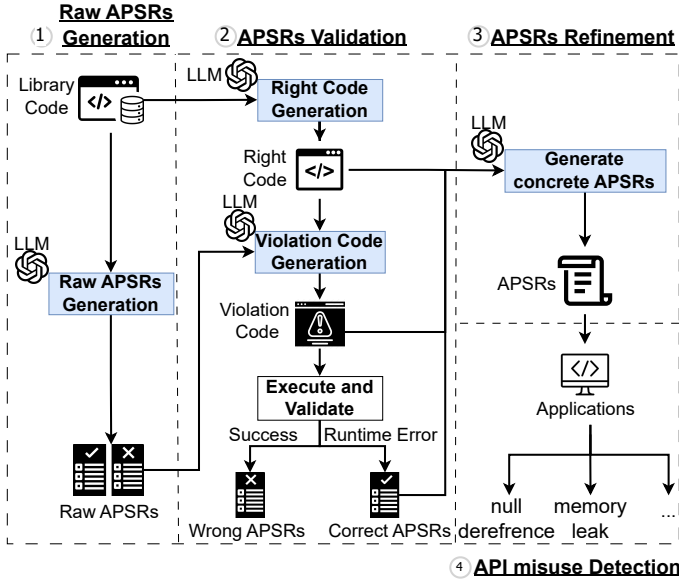 Raw APSRs
1 Generation
2 APSRs Validation
3 APSRs Refinement
Library
Code
LLM
Raw APSRs
Generation
Raw APSRs
LLM
Right Code
Generation
Right
Code
LLM
Violation Code
Generation
Violation
Code
Execute and
Validate
Success
Runtime Error
Wrong APSRs
Correct APSRs
LLM
Generate
concrete APSRs
APSRs
Applications
null
derefrence
memory
leak
...
4 API misuse Detection